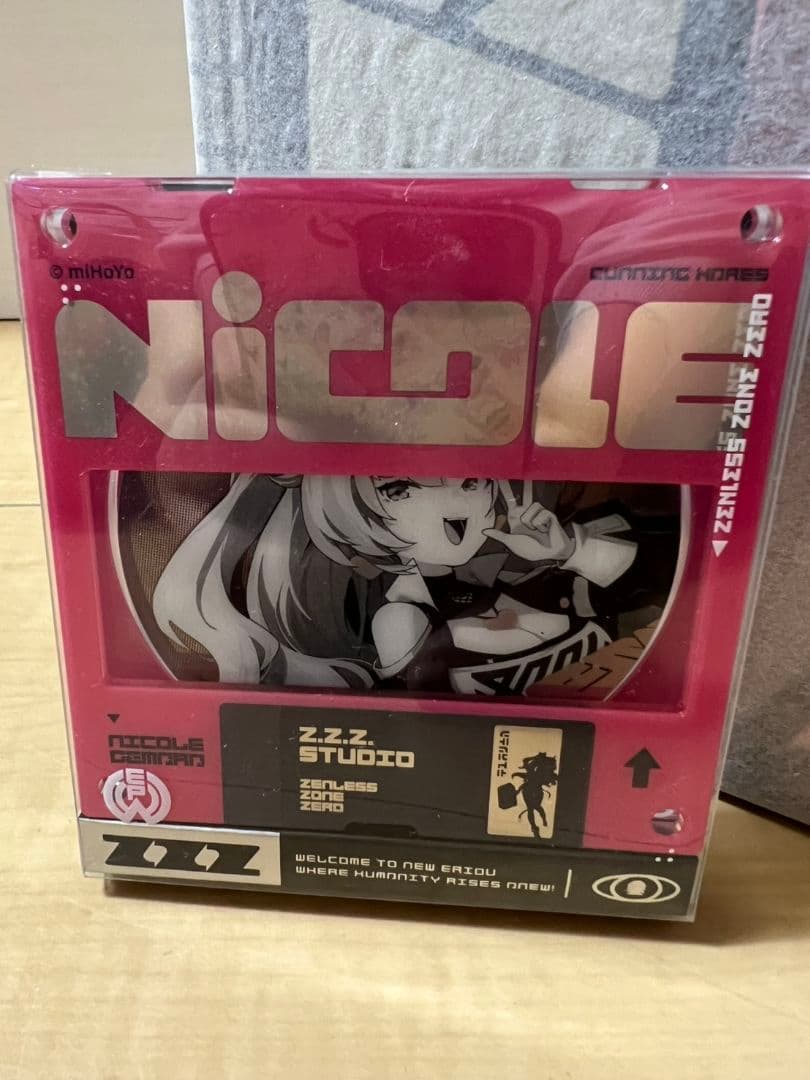 © miHoYo
CUNNING HARES
NICOLE
ZENLESS ZONE ZERO
NICOLE
DEMARA
Z.Z.Z.
STUDIO
ZENLESS
ZONE
ZERO
ZZZ
WELCOME TO NEW ERIDU
WHERE HUMANITY RISES ANEW!